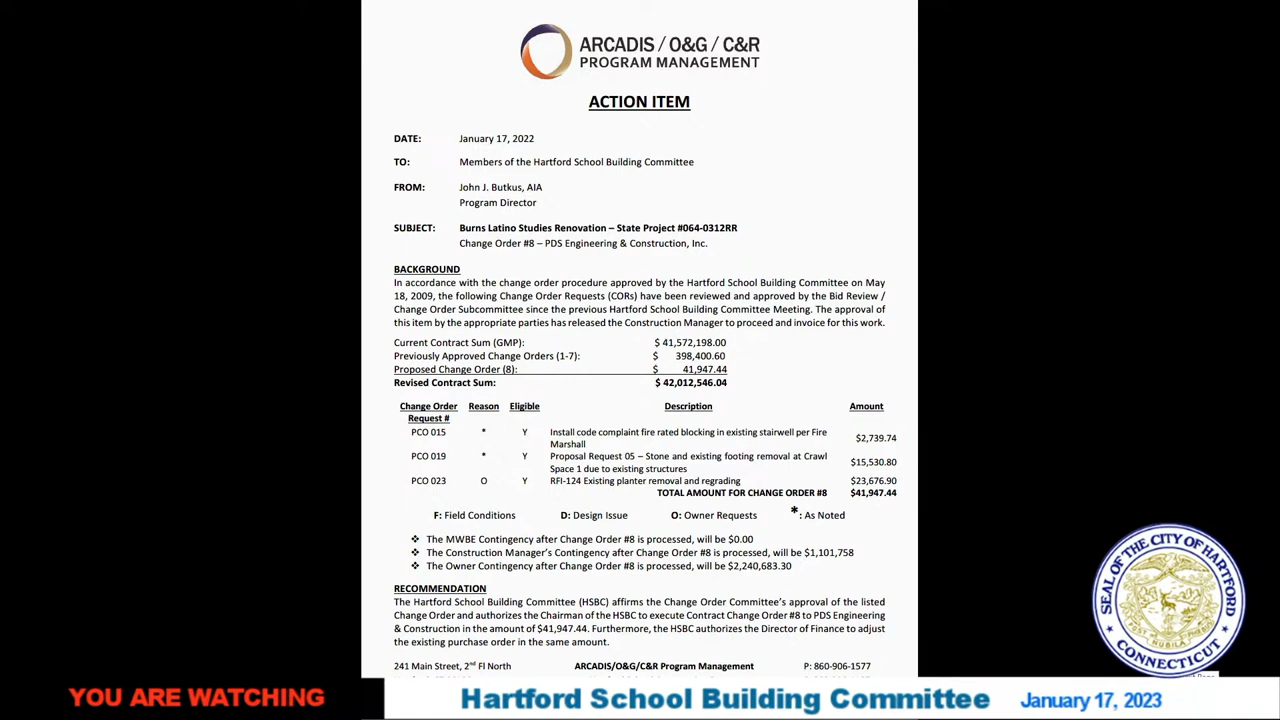 ARCADIS / O&G / C&R
PROGRAM MANAGEMENT
ACTION ITEM
DATE: January 17, 2022
TO: Members of the Hartford School Building Committee
FROM: John J. Butkus, AIA
Program Director
SUBJECT: Burns Latino Studies Renovation – State Project #064-0312RR
Change Order #8 – PDS Engineering & Construction, Inc.
BACKGROUND
In accordance with the change order procedure approved by the Hartford School Building Committee on May
18, 2009, the following Change Order Requests (CORs) have been reviewed and approved by the Bid Review /
Change Order Subcommittee since the previous Hartford School Building Committee Meeting. The approval of
this item by the appropriate parties has released the Construction Manager to proceed and invoice for this work.
Current Contract Sum (GMP): $ 41,572,198.00
Previously Approved Change Orders (1-7): $ 398,400.60
Proposed Change Order (8): $ 41,947.44
Revised Contract Sum: $ 42,012,546.04
Change Order Reason Eligible Description Amount
Request #
PCO 015 * Y Install code complaint fire rated blocking in existing stairwell per Fire
Marshall $2,739.74
PCO 019 * Y Proposal Request 05 – Stone and existing footing removal at Crawl
Space 1 due to existing structures $15,530.80
PCO 023 O Y RFI-124 Existing planter removal and regrading $23,676.90
TOTAL AMOUNT FOR CHANGE ORDER #8 $41,947.44
F: Field Conditions D: Design Issue O: Owner Requests *: As Noted
❖ The MWBE Contingency after Change Order #8 is processed, will be $0.00
❖ The Construction Manager's Contingency after Change Order #8 is processed, will be $1,101,758
❖ The Owner Contingency after Change Order #8 is processed, will be $2,240,683.30
RECOMMENDATION
The Hartford School Building Committee (HSBC) affirms the Change Order Committee's approval of the listed
Change Order and authorizes the Chairman of the HSBC to execute Contract Change Order #8 to PDS Engineering
& Construction in the amount of $41,947.44. Furthermore, the HSBC authorizes the Director of Finance to adjust
the existing purchase order in the same amount.
241 Main Street, 2nd Fl North ARCADIS/O&G/C&R Program Management P: 860-906-1577
SEAL OF THE CITY OF HARTFORD
CONNECTICUT
YOU ARE WATCHING
Hartford School Building Committee
January 17, 2023